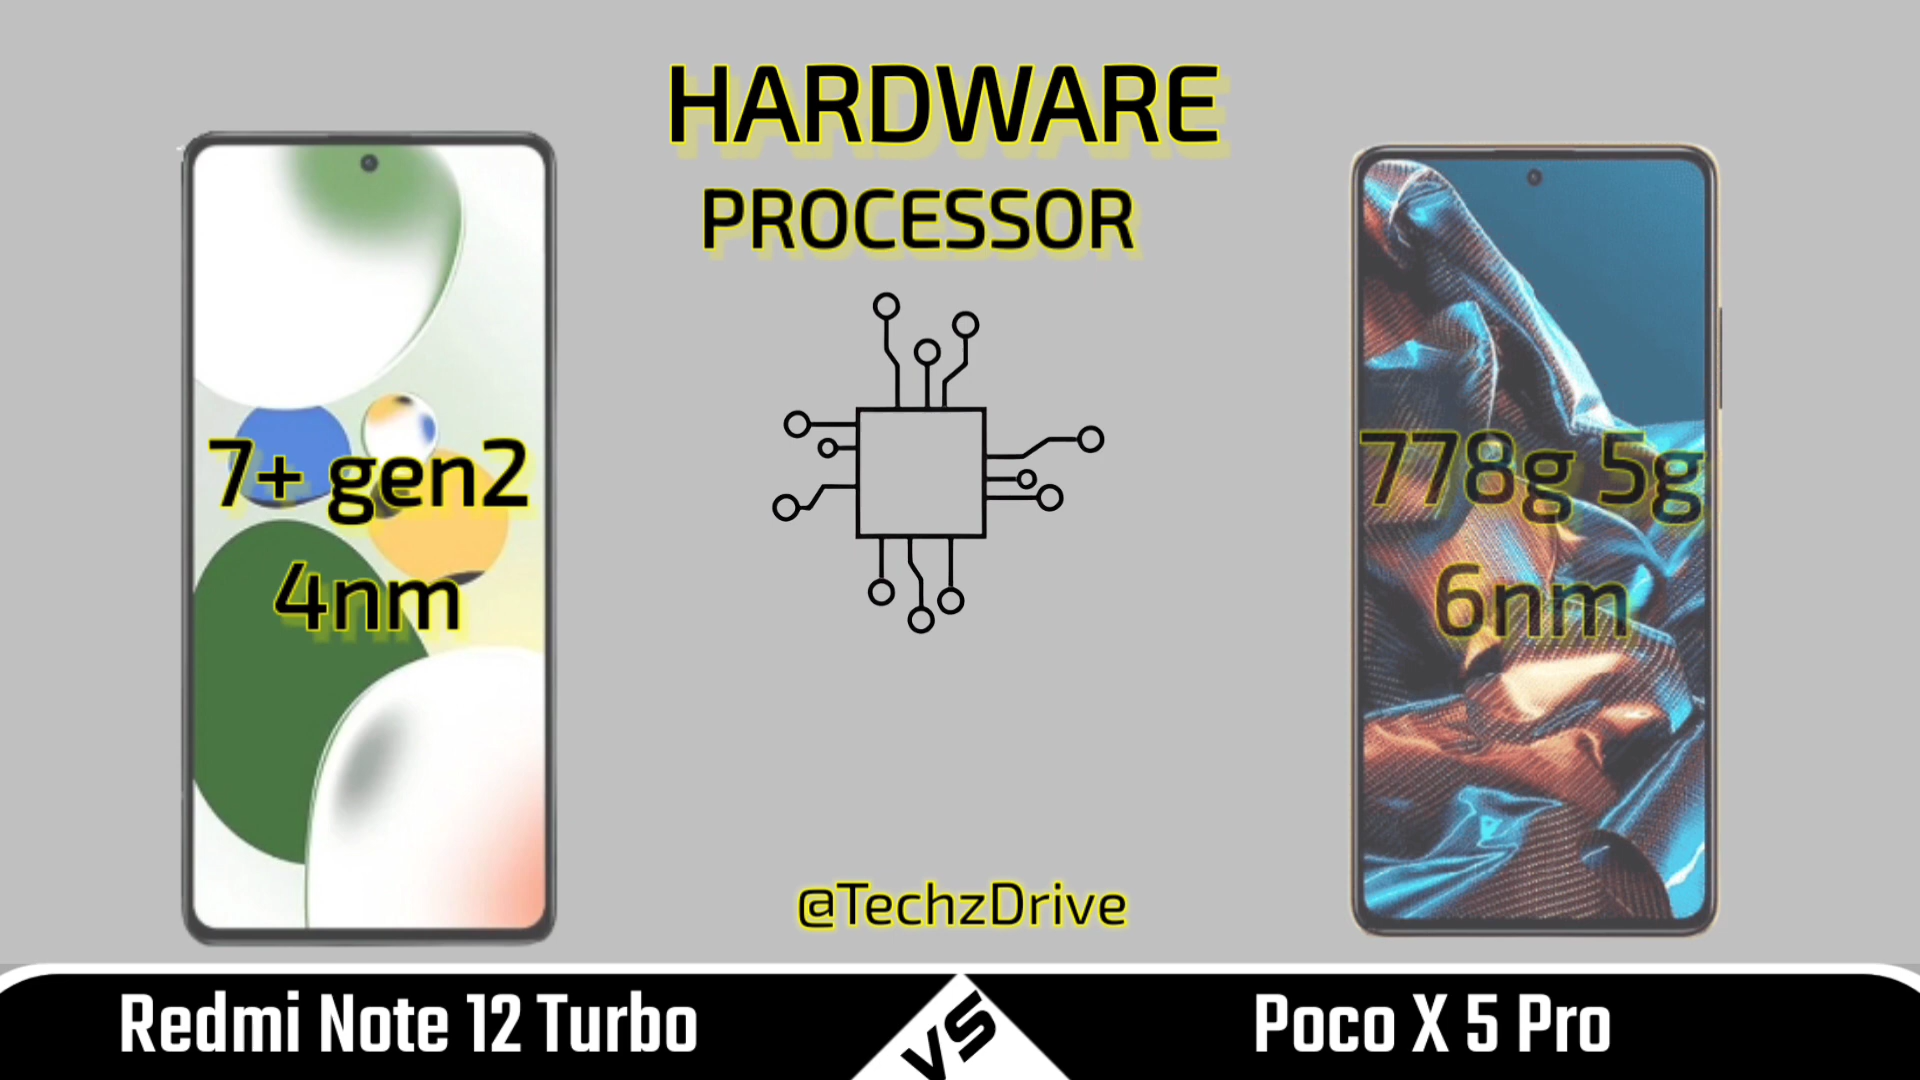 HARDWARE
PROCESSOR
7+ gen2
4nm
778g 5g
6nm
@TechzDrive
Redmi Note 12 Turbo
VS
Poco X 5 Pro